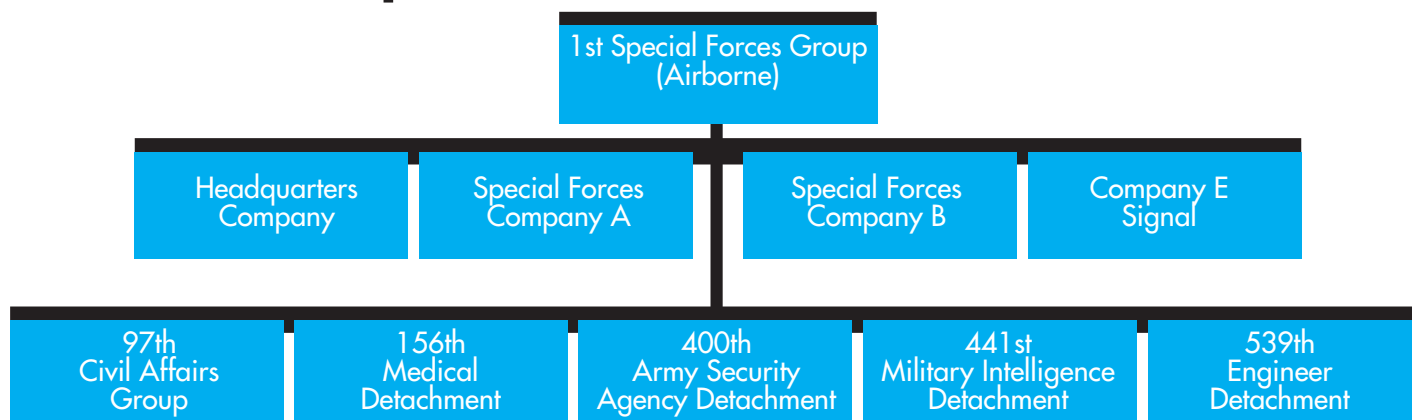 1st Special Forces Group
(Airborne)
Headquarters
Company
Special Forces
Company A
Special Forces
Company B
Company E
Signal
97th
Civil Affairs
Group
156th
Medical
Detachment
400th
Army Security
Agency Detachment
441st
Military Intelligence
Detachment
539th
Engineer
Detachment